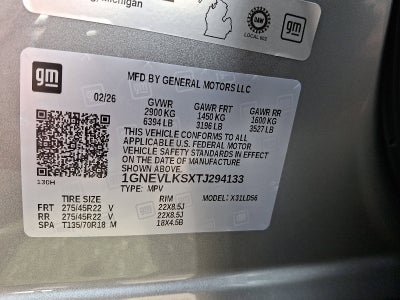 g, Michigan
UAW
LOCAL 602
gm
gm
MFD BY GENERAL MOTORS LLC
02/26 GVWR GAWR FRT GAWR RR
2900 KG 1450 KG 1600 KG
6394 LB 3196 LB 3527 LB
THIS VEHICLE CONFORMS TO ALL
APPLICABLE U.S. FEDERAL MOTOR
VEHICLE SAFETY STANDARDS IN EFFECT
ON THE DATE OF MANUFACTURE
SHOWN ABOVE.
1GNEVLKSXTJ294133
130H TYPE: MPV MODEL: X31LD56
TIRE SIZE RIM
FRT 275/45R22 V 22X8.5J
RR 275/45R22 V 22X8.5J
SPA T135/70R18 M 18X4.5B